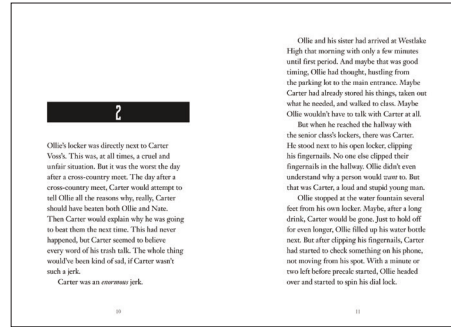 2
Ollie's locker was directly next to Carter
Voss's. This was, at all times, a cruel and
unfair situation. But it was the worst the day
after a cross-country meet. The day after a
cross-country meet, Carter would attempt to
tell Ollie all the reasons why, really, Carter
should have beaten both Ollie and Nate.
Then Carter would explain why he was going
to beat them the next time. This had never
happened, but Carter seemed to believe
every word of his trash talk. The whole thing
would've been kind of sad, if Carter wasn't
such a jerk.
Carter was an enormous jerk.
10
Ollie and his sister had arrived at Westlake
High that morning with only a few minutes
until first period. And maybe that was good
timing, Ollie had thought, hustling from
the parking lot to the main entrance. Maybe
Carter had already stored his things, taken out
what he needed, and walked to class. Maybe
Ollie wouldn't have to talk with Carter at all.
But when he reached the hallway with
the senior class's lockers, there was Carter.
He stood next to his open locker, clipping
his fingernails. No one else clipped their
fingernails in the hallway. Ollie didn't even
understand why a person would want to. But
that was Carter, a loud and stupid young man.
Ollie stopped at the water fountain several
feet from his own locker. Maybe, after a long
drink, Carter would be gone. Just to hold off
for even longer, Ollie filled up his water bottle
next. But after clipping his fingernails, Carter
had started to check something on his phone,
not moving from his spot. With a minute or
two left before precalc started, Ollie headed
over and started to spin his dial lock.
11